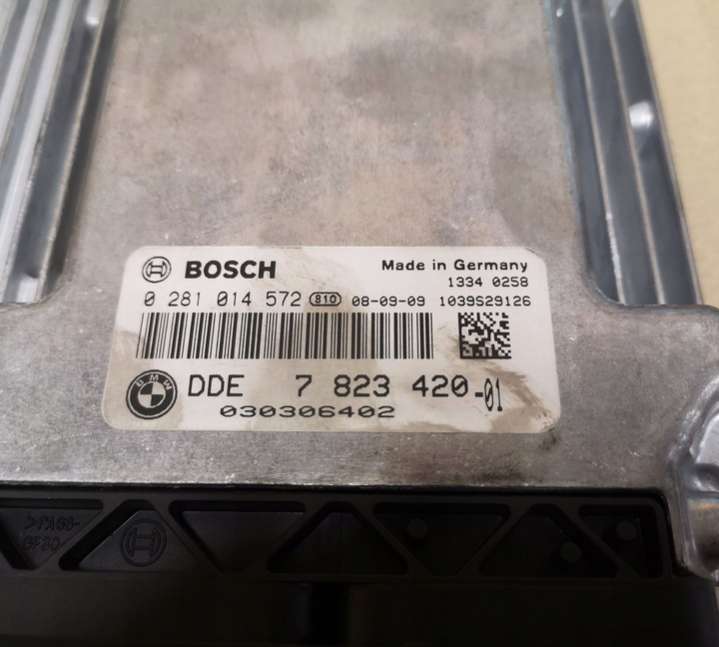 BOSCH Made in Germany
1334 0258
0 281 014 572 810 08-09-09 1039S29126
BMW DDE 7 823 420-01
030306402